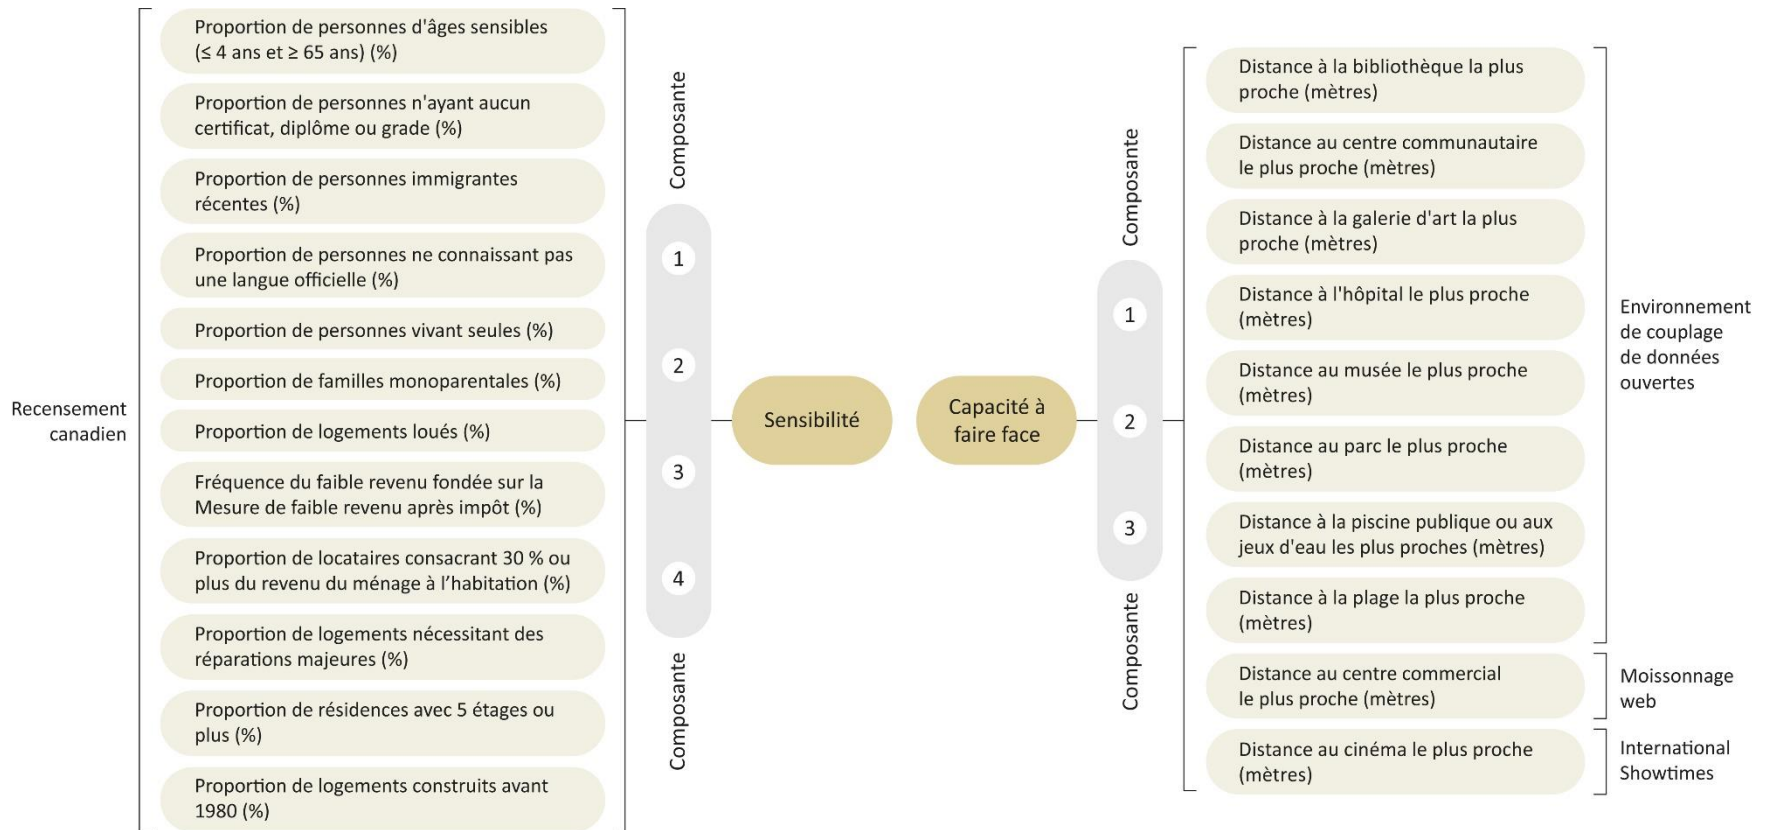 Recensement
canadien
Proportion de personnes d'âges sensibles
(≤ 4 ans et ≥ 65 ans) (%)
Proportion de personnes n'ayant aucun
certificat, diplôme ou grade (%)
Proportion de personnes immigrantes
récentes (%)
Proportion de personnes ne connaissant pas
une langue officielle (%)
Proportion de personnes vivant seules (%)
Proportion de familles monoparentales (%)
Proportion de logements loués (%)
Fréquence du faible revenu fondée sur la
Mesure de faible revenu après impôt (%)
Proportion de locataires consacrant 30 % ou
plus du revenu du ménage à l’habitation (%)
Proportion de logements nécessitant des
réparations majeures (%)
Proportion de résidences avec 5 étages ou
plus (%)
Proportion de logements construits avant
1980 (%)
Composante
1
2
3
4
Composante
Sensibilité
Capacité à
faire face
Composante
1
2
3
Composante
Distance à la bibliothèque la plus
proche (mètres)
Distance au centre communautaire
le plus proche (mètres)
Distance à la galerie d'art la plus
proche (mètres)
Distance à l'hôpital le plus proche
(mètres)
Distance au musée le plus proche
(mètres)
Distance au parc le plus proche
(mètres)
Distance à la piscine publique ou aux
jeux d'eau les plus proches (mètres)
Distance à la plage la plus proche
(mètres)
Distance au centre commercial
le plus proche (mètres)
Distance au cinéma le plus proche
(mètres)
Environnement
de couplage
de données
ouvertes
Moissonnage
web
International
Showtimes